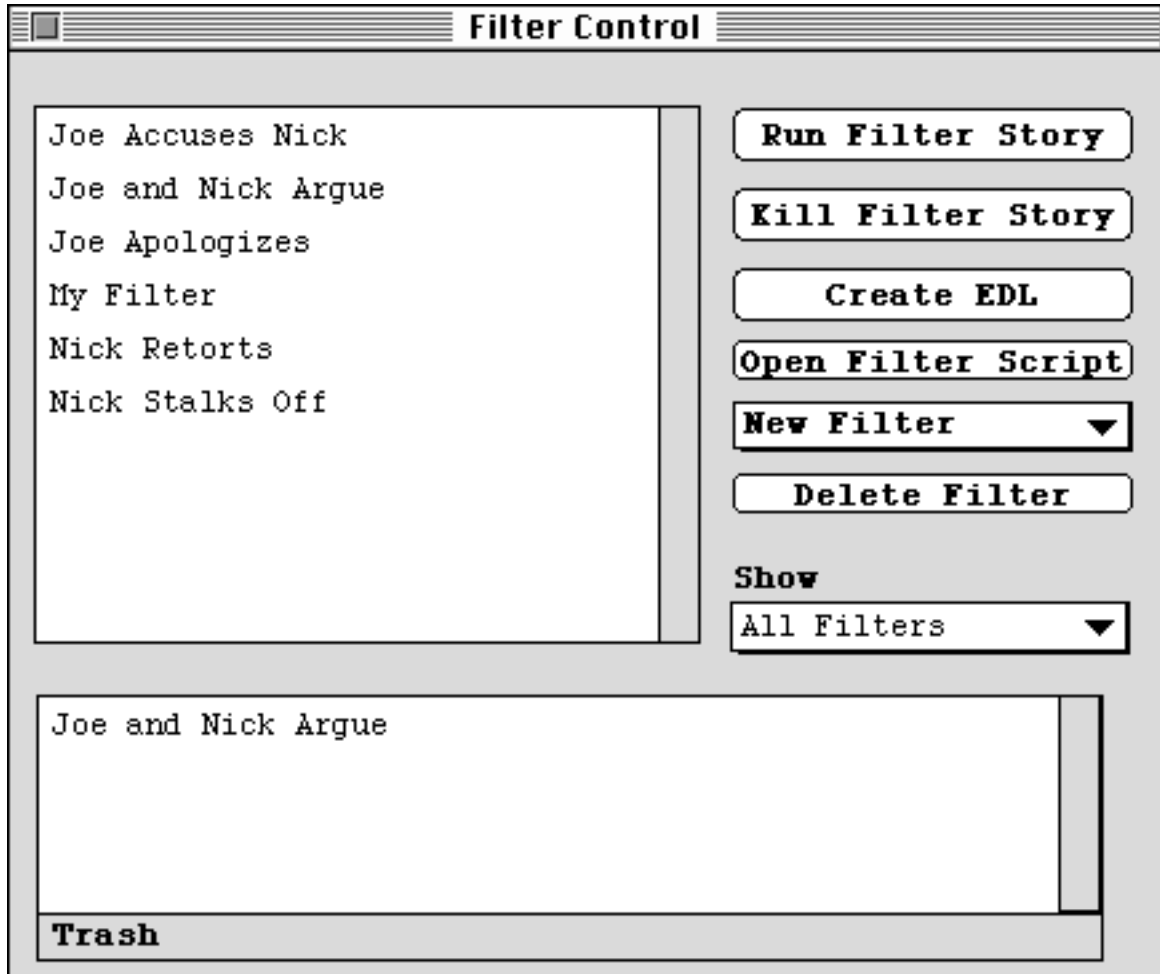 Filter Control
Joe Accuses Nick
Joe and Nick Argue
Joe Apologizes
My Filter
Nick Retorts
Nick Stalks Off
Run Filter Story
Kill Filter Story
Create EDL
Open Filter Script
New Filter
Delete Filter
Show
All Filters
Joe and Nick Argue
Trash